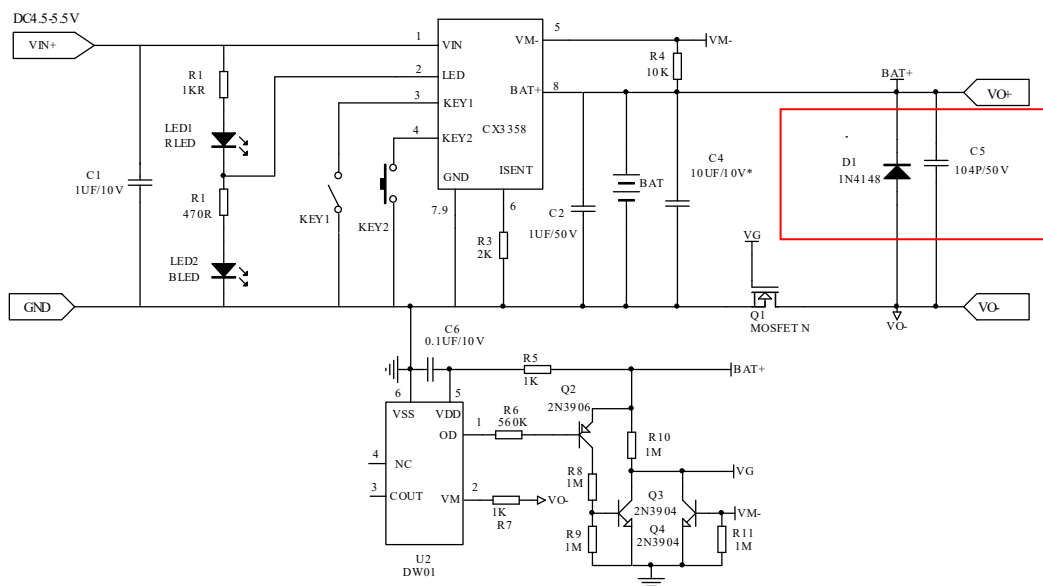 DC4.5-5.5V
VIN+
1
VIN
5
VM-
VM-
R4
10K
BAT+
R1
1KR
2
LED
BAT+
8
VO+
3
KEY1
LED1
RLED
4
KEY2
CX3358
C1
1UF/10V
GND
ISENT
C4
10UF/10V*
D1
1N4148
C5
104P/50V
BAT
R1
470R
KEY1
KEY2
7.9
6
C2
1UF/50V
R3
2K
VG
LED2
BLED
GND
Q1
MOSFET N
VO-
VO-
C6
0.1UF/10V
R5
1K
BAT+
6
5
VSS
VDD
Q2
2N3906
OD
1
R6
560K
R10
1M
4
NC
R8
1M
VG
3
COUT
VM
2
1K
R7
VO-
Q3
2N3904
Q4
2N3904
VM-
R9
1M
R11
1M
U2
DW01